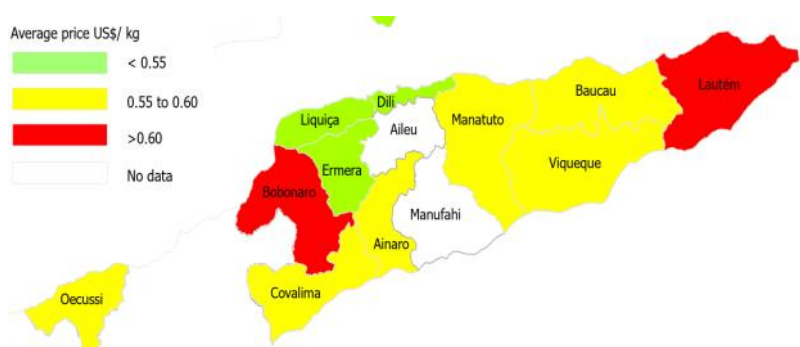 Average price US$/ kg
< 0.55
0.55 to 0.60
>0.60
No data
Lautém
Baucau
Dili
Liquiça
Manatuto
Aileu
Viqueque
Ermera
Bobonaro
Manufahi
Ainaro
Covalima
Oecussi